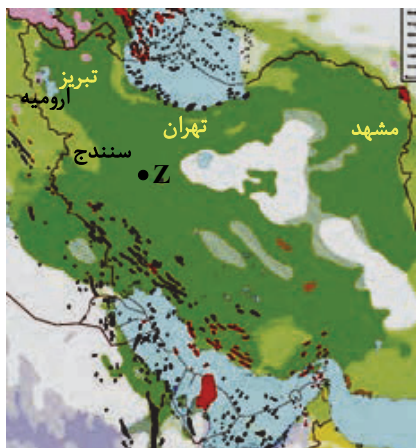 تبریز
ارومیه
تهران
مشهد
سنندج
Z